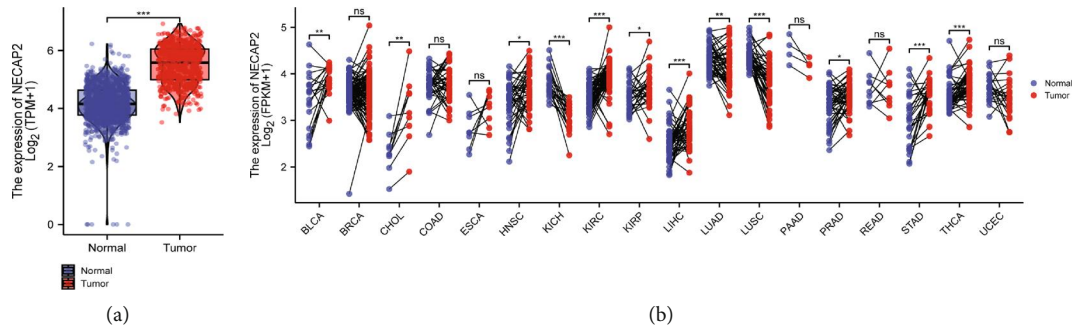 The expression of NECAP2
Log2 (TPM+1)
6
4
2
0
***
Normal
Tumor
Normal
Tumor
(a)
The expression of NECAP2
Log2 (FPKM+1)
5
4
3
2
**
ns
**
ns
ns
*
***
***
*
***
**
***
ns
*
ns
***
***
ns
BLCA
BRCA
CHOL
COAD
ESCA
HNSC
KICH
KIRC
KIRP
LIHC
LUAD
LUSC
PAAD
PRAD
READ
STAD
THCA
UCEC
Normal
Tumor
(b)